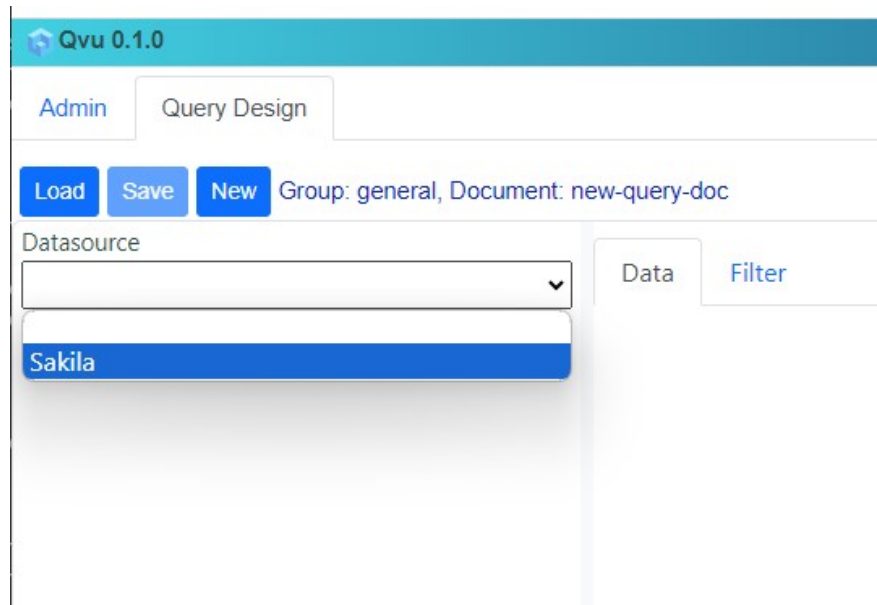 Qvu 0.1.0
Admin Query Design
Load Save New Group: general, Document: new-query-doc
Datasource
Data Filter
Sakila